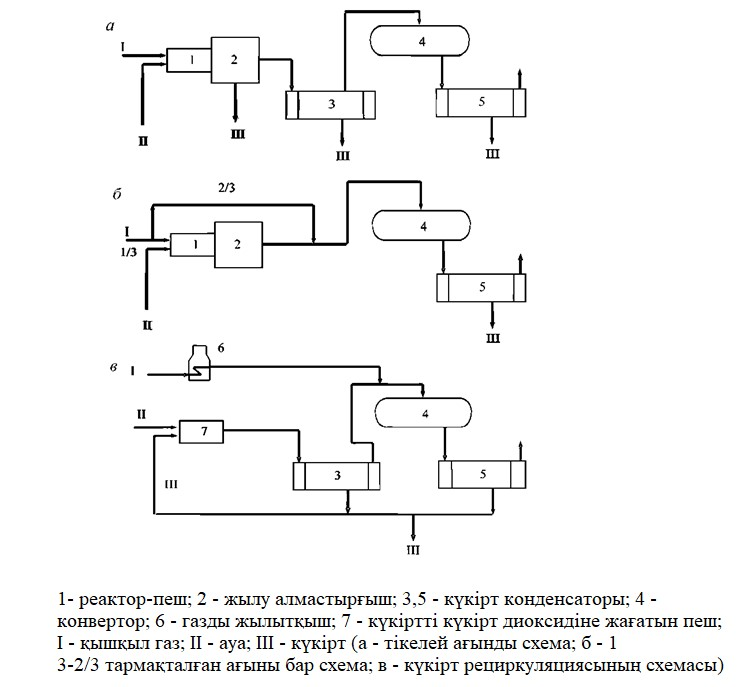 а
I
1
2
4
3
5
II
III
III
III
б
2/3
I
1/3
1
2
4
5
II
III
в
I
6
II
7
4
III
3
5
III
1- реактор-пеш; 2 - жылу алмастырғыш; 3,5 - күкірт конденсаторы; 4 -
конвертор; 6 - газды жылытқыш; 7 - күкіртті күкірт диоксидіне жағатын пеш;
I - қышқыл газ; II - ауа; III - күкірт (а - тікелей ағынды схема; б - 1
3-2/3 тармақталған ағыны бар схема; в - күкірт рециркуляциясының схемасы)